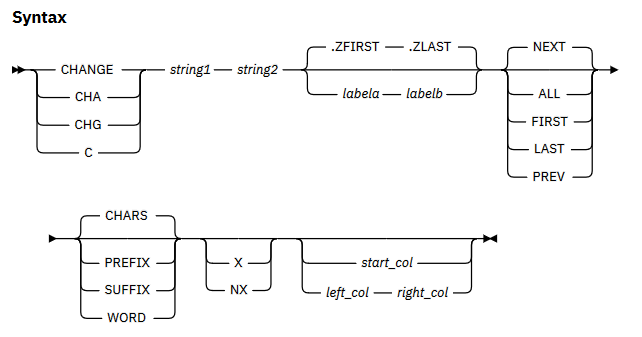 Syntax
.ZFIRST .ZLAST NEXT
CHANGE string1 string2
CHA labela labelb ALL
CHG FIRST
C LAST
PREV
CHARS
PREFIX X start_col
SUFFIX NX left_col right_col
WORD